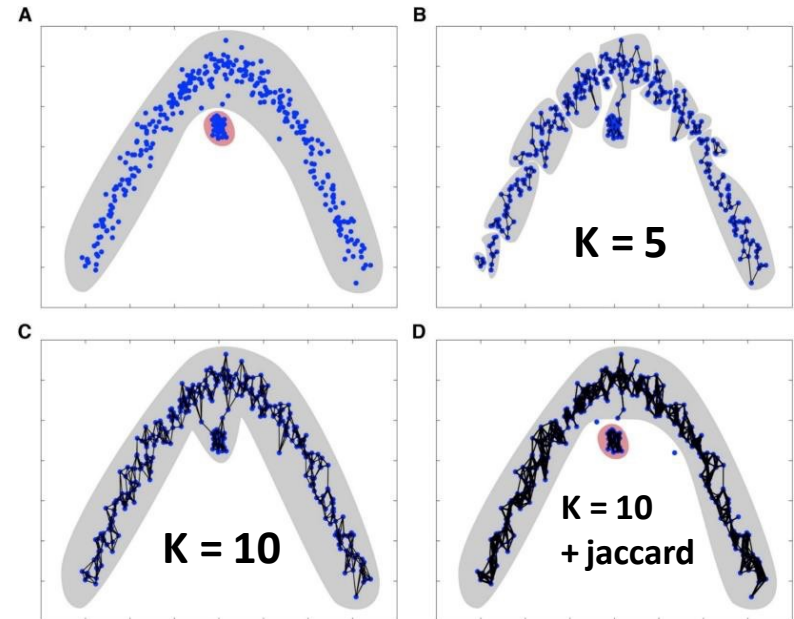 A
B
K = 5
C
D
K = 10
K = 10
+ jaccard